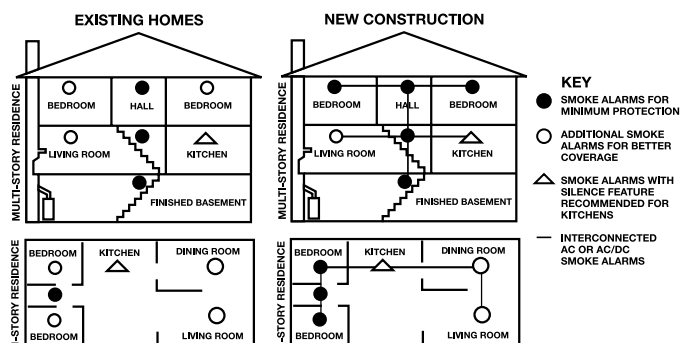 EXISTING HOMES
MULTI-STORY RESIDENCE
BEDROOM
HALL
BEDROOM
LIVING ROOM
KITCHEN
FINISHED BASEMENT
BEDROOM
KITCHEN
DINING ROOM
BEDROOM
LIVING ROOM
NEW CONSTRUCTION
MULTI-STORY RESIDENCE
BEDROOM
HALL
BEDROOM
LIVING ROOM
KITCHEN
FINISHED BASEMENT
BEDROOM
KITCHEN
DINING ROOM
BEDROOM
LIVING ROOM
KEY
SMOKE ALARMS FOR
MINIMUM PROTECTION
ADDITIONAL SMOKE
ALARMS FOR BETTER
COVERAGE
SMOKE ALARMS WITH
SILENCE FEATURE
RECOMMENDED FOR
KITCHENS
INTERCONNECTED
AC OR AC/DC
SMOKE ALARMS